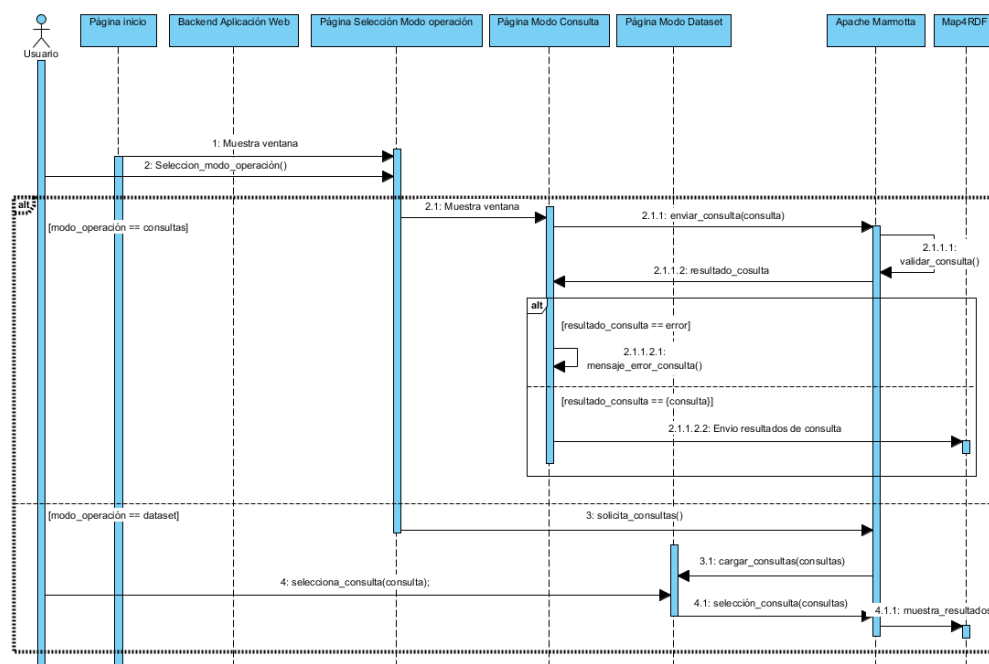 Página inicio
Backend Aplicación Web
Página Selección Modo operación
Página Modo Consulta
Página Modo Dataset
Apache Marmotta
Map4RDF
Usuario
1: Muestra ventana
2: Seleccion_modo_operación()
alt
[modo_operación == consultas]
2.1: Muestra ventana
2.1.1: enviar_consulta(consulta)
2.1.1.1:
validar_consulta()
2.1.1.2: resultado_cosulta
alt
[resultado_consulta == error]
2.1.1.2.1:
mensaje_error_consulta()
[resultado_consulta == {consulta}]
2.1.1.2.2: Envio resultados de consulta
[modo_operación == dataset]
3: solicita_consultas()
3.1: cargar_consultas(consultas)
4: selecciona_consulta(consulta);
4.1: selección_consulta(consultas)
4.1.1: muestra_resultados